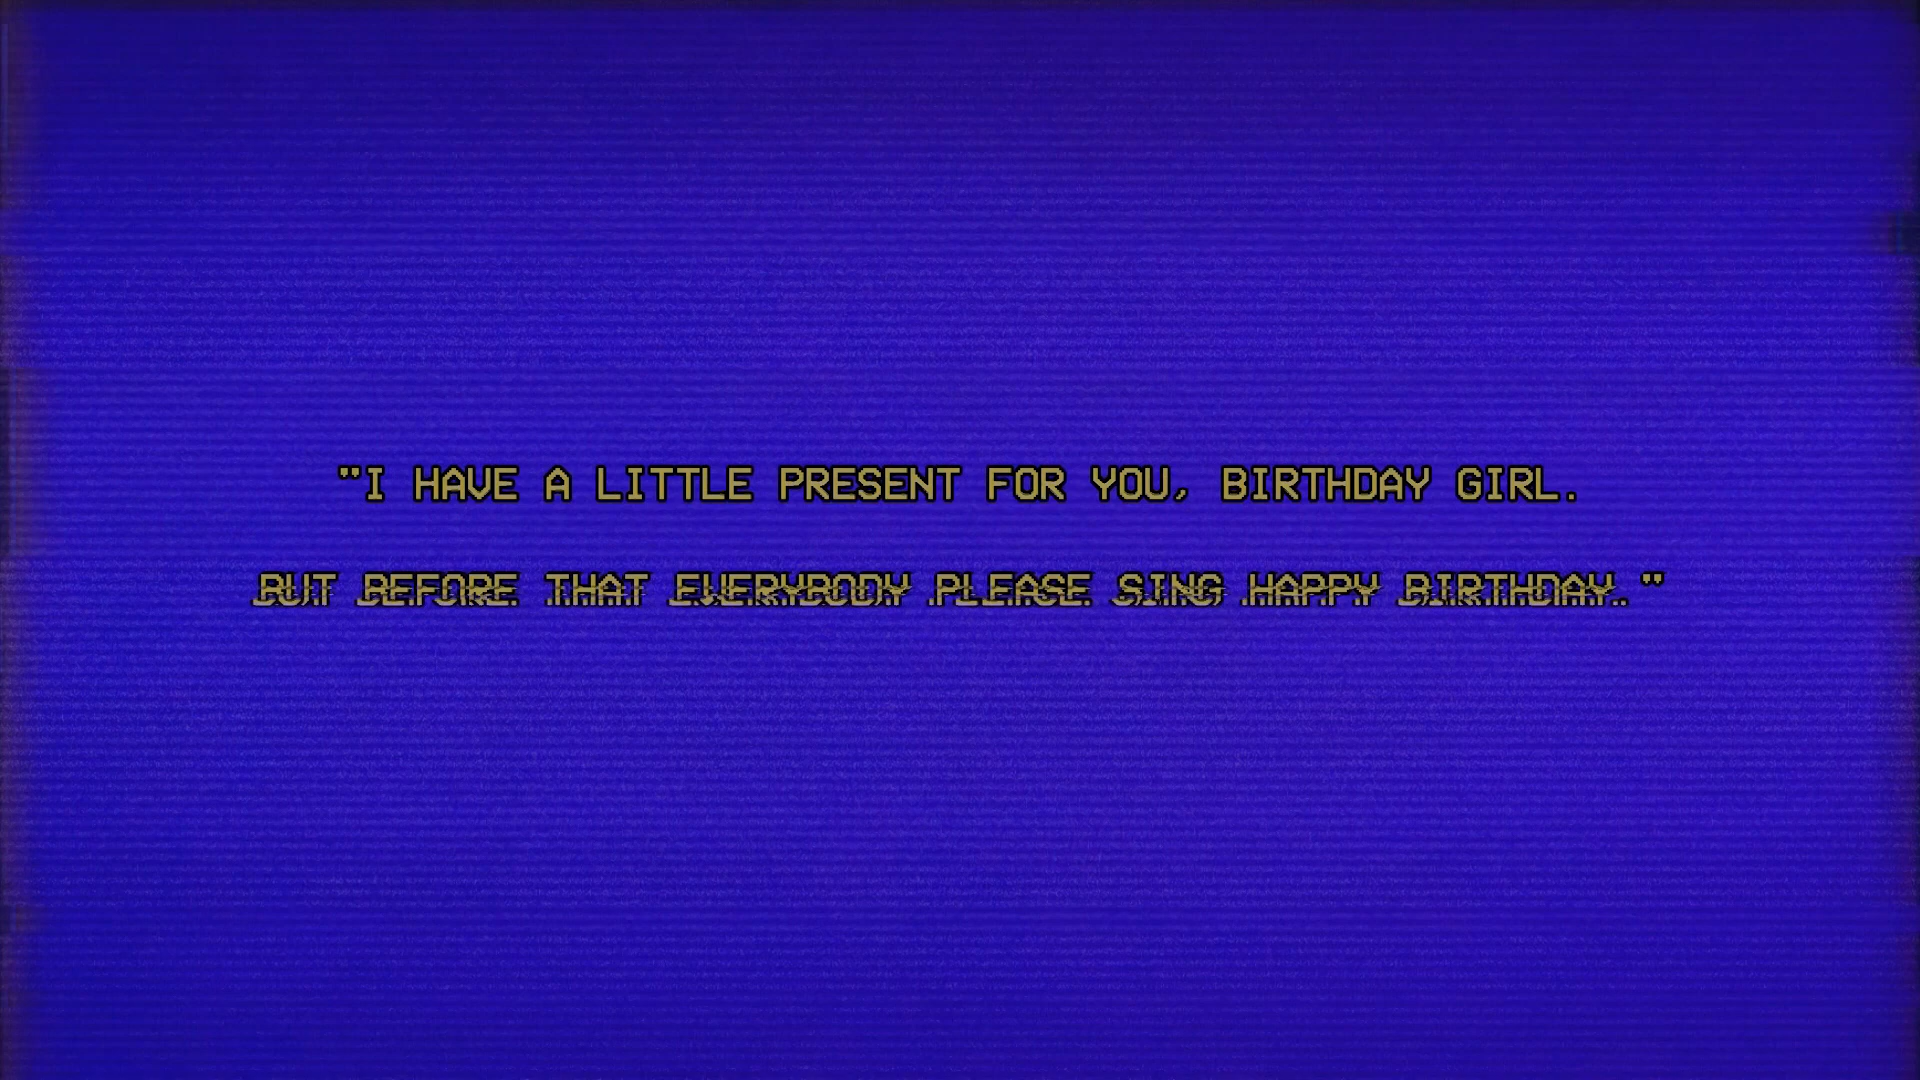 "I HAVE A LITTLE PRESENT FOR YOU, BIRTHDAY GIRL.
BUT BEFORE THAT EVERYBODY PLEASE SING HAPPY BIRTHDAY."